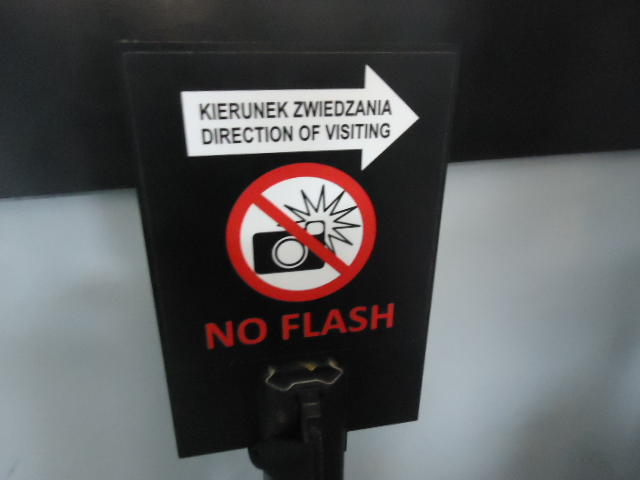 KIERUNEK ZWIEDZANIA
DIRECTION OF VISITING
NO FLASH